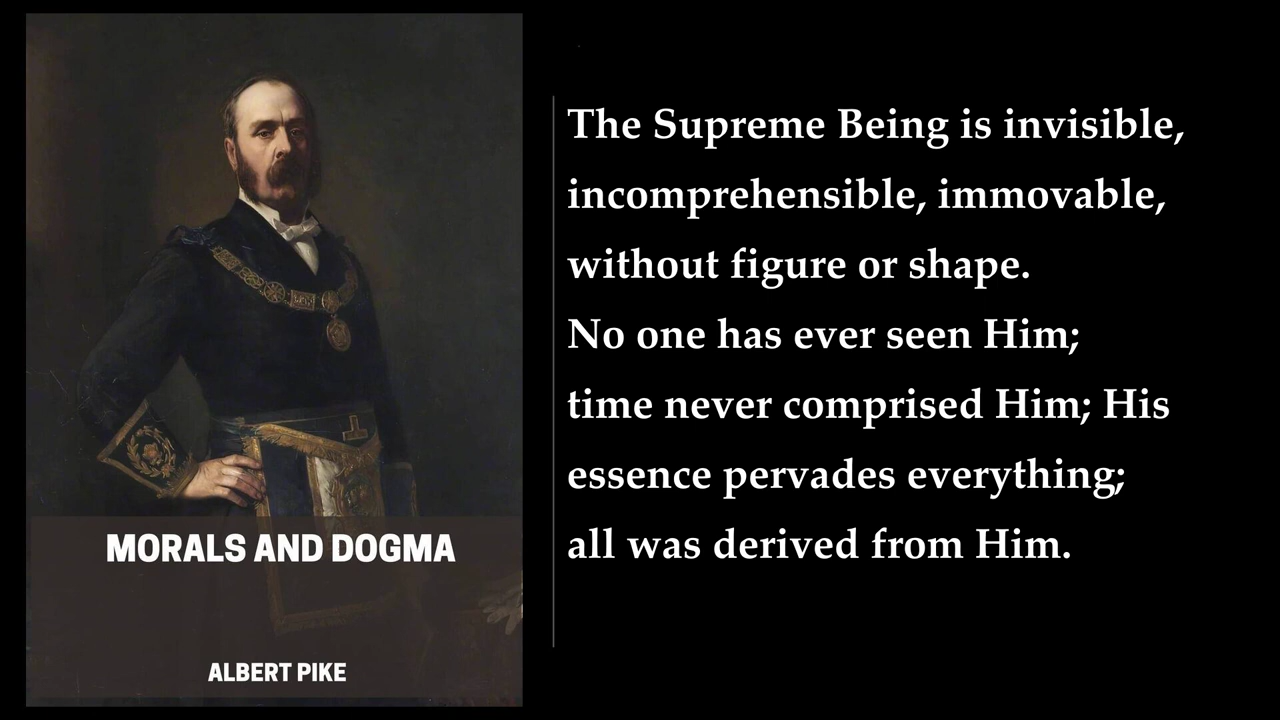 MORALS AND DOGMA
ALBERT PIKE
The Supreme Being is invisible,
incomprehensible, immovable,
without figure or shape.
No one has ever seen Him;
time never comprised Him; His
essence pervades everything;
all was derived from Him.